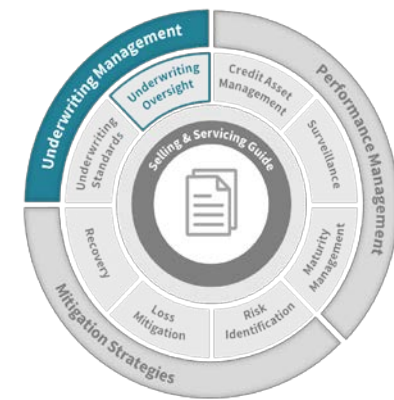 Underwriting Management
Performance Management
Mitigation Strategies
Underwriting
Oversight
Credit Asset
Management
Surveillance
Maturity
Management
Risk
Identification
Loss
Mitigation
Recovery
Underwriting
Standards
Selling & Servicing Guide